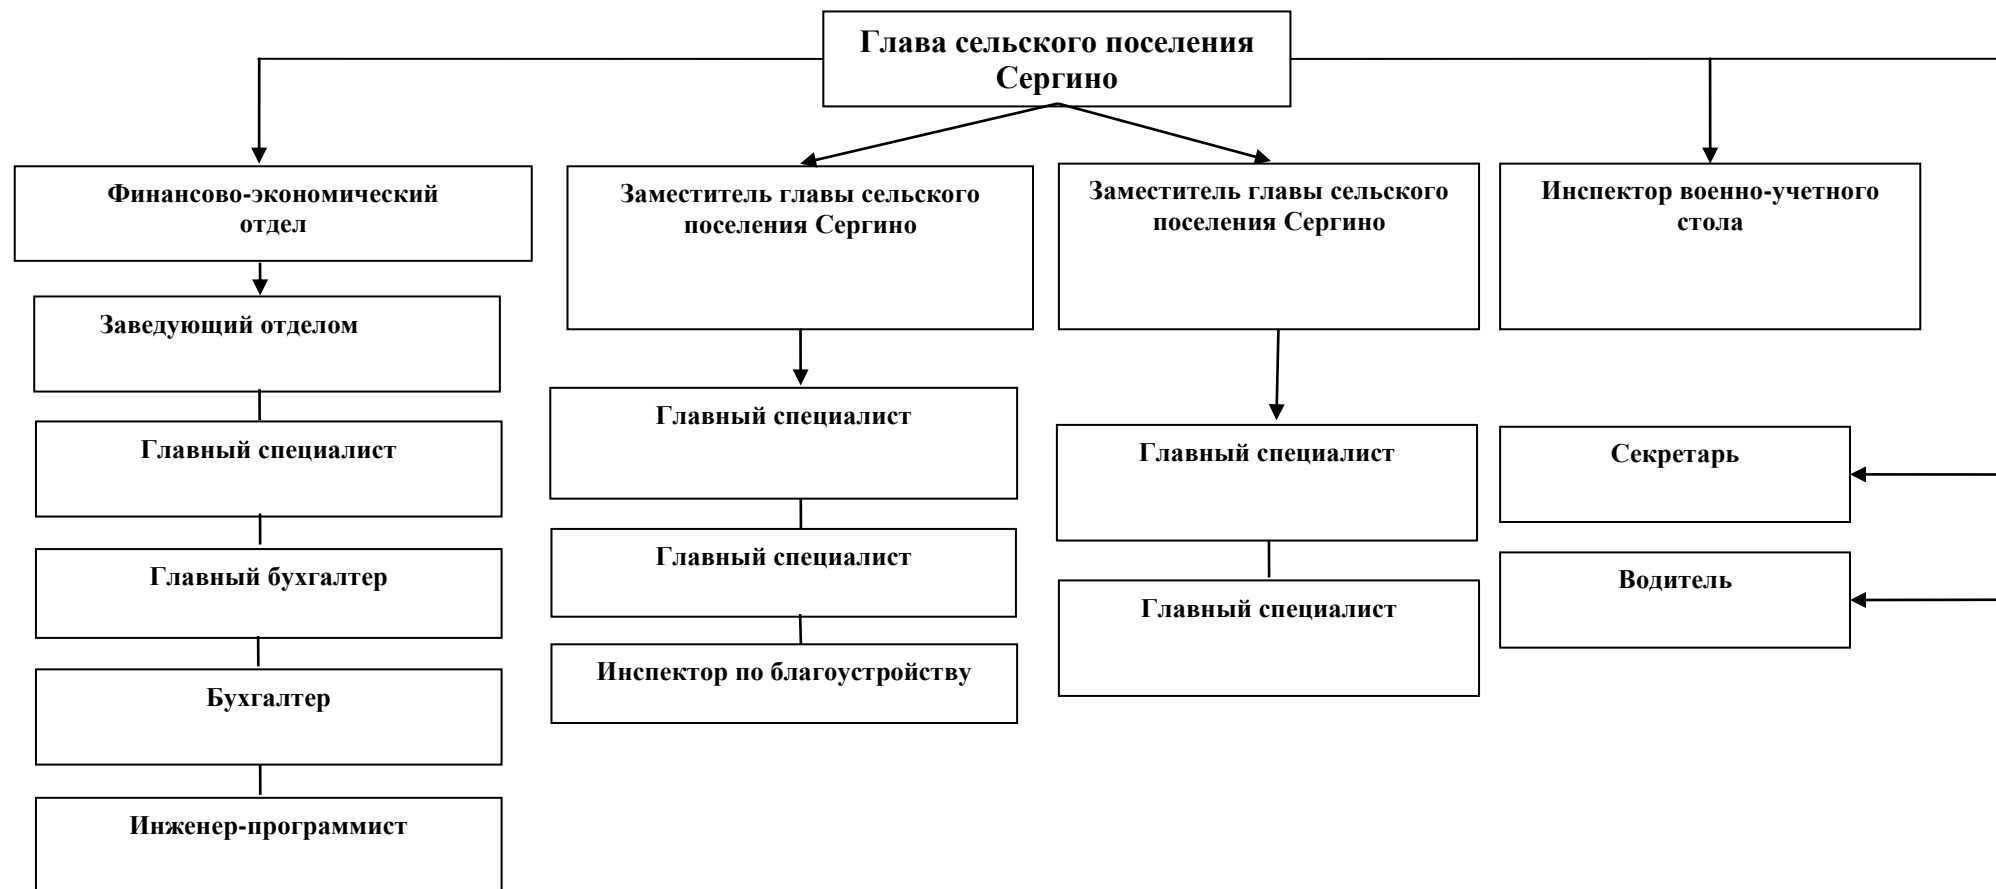 Глава сельского поселения
Сергино
Финансово-экономический
отдел
Заведующий отделом
Главный специалист
Главный бухгалтер
Бухгалтер
Инженер-программист
Заместитель главы сельского
поселения Сергино
Главный специалист
Главный специалист
Инспектор по благоустройству
Заместитель главы сельского
поселения Сергино
Главный специалист
Главный специалист
Инспектор военно-учетного
стола
Секретарь
Водитель